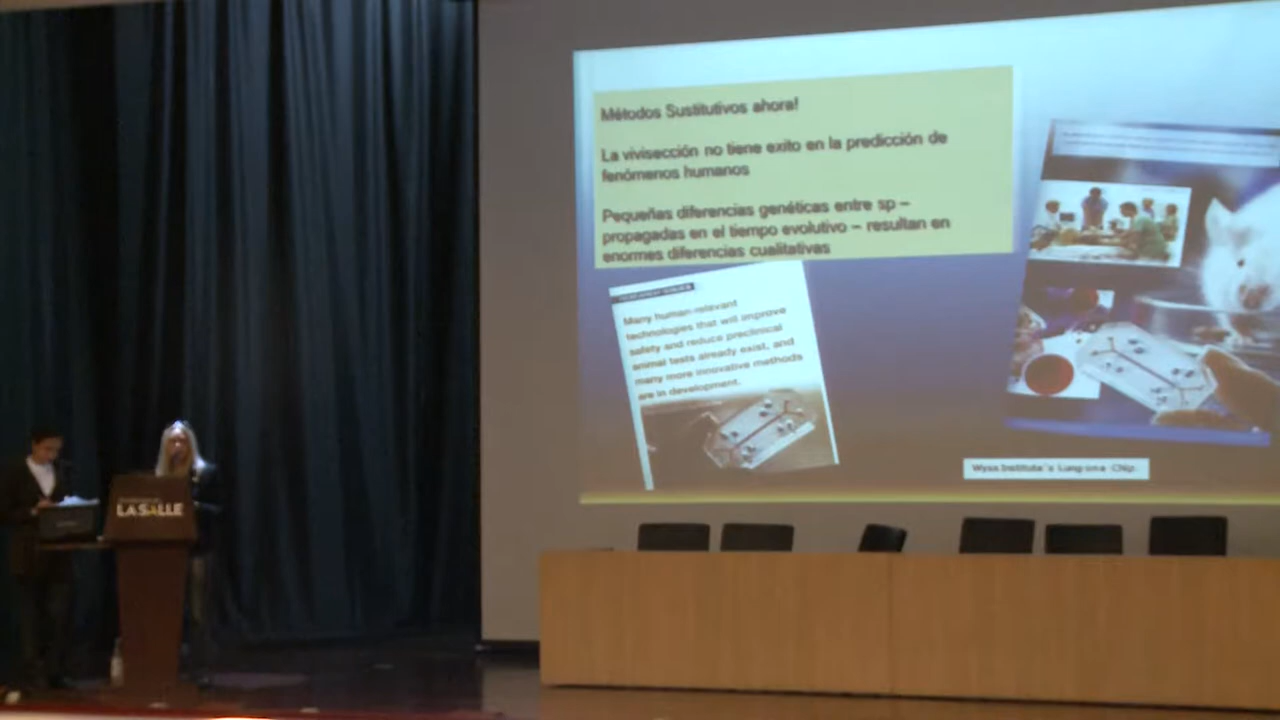 Métodos Sustitutivos ahora!
La vivisección no tiene exito en la predicción de
fenómenos humanos
Pequeñas diferencias genéticas entre sp –
propagadas en el tiempo evolutivo – resultan en
enormes diferencias cualitativas
Many human-relevant
technologies that will improve
safety and reduce preclinical
animal tests already exist, and
many more innovative methods
are in development.
Wyss Institute's Lung on a Chip.
LA SALLE